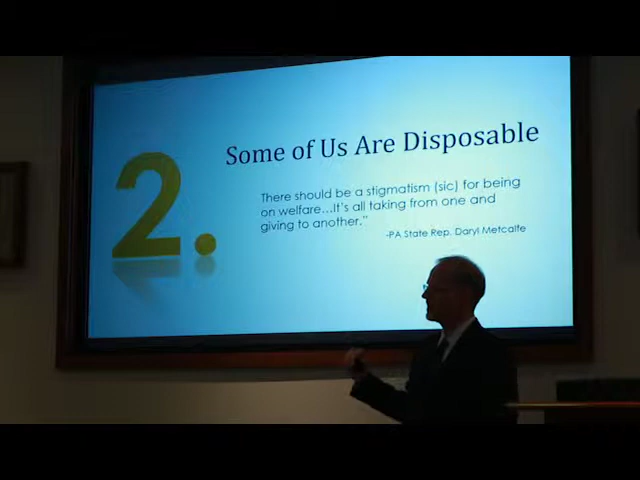 2.
Some of Us Are Disposable
There should be a stigmatism (sic) for being
on welfare…It’s all taking from one and
giving to another.”
-PA State Rep. Daryl Metcalfe